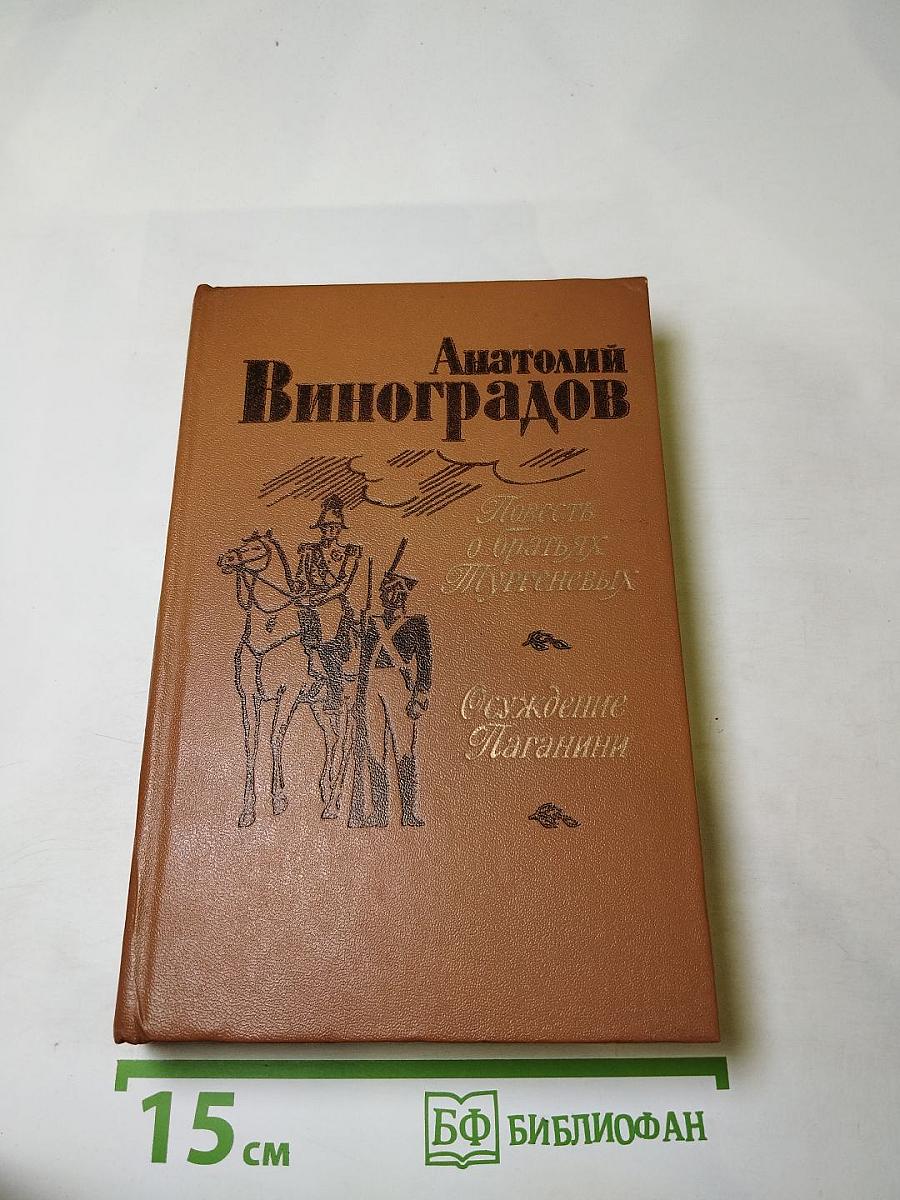 Анатолий
Виноградов
Повесть
о братьях
Тургеневых
Осуждение
Паганини
15 см
БФ БИБЛИОФАН